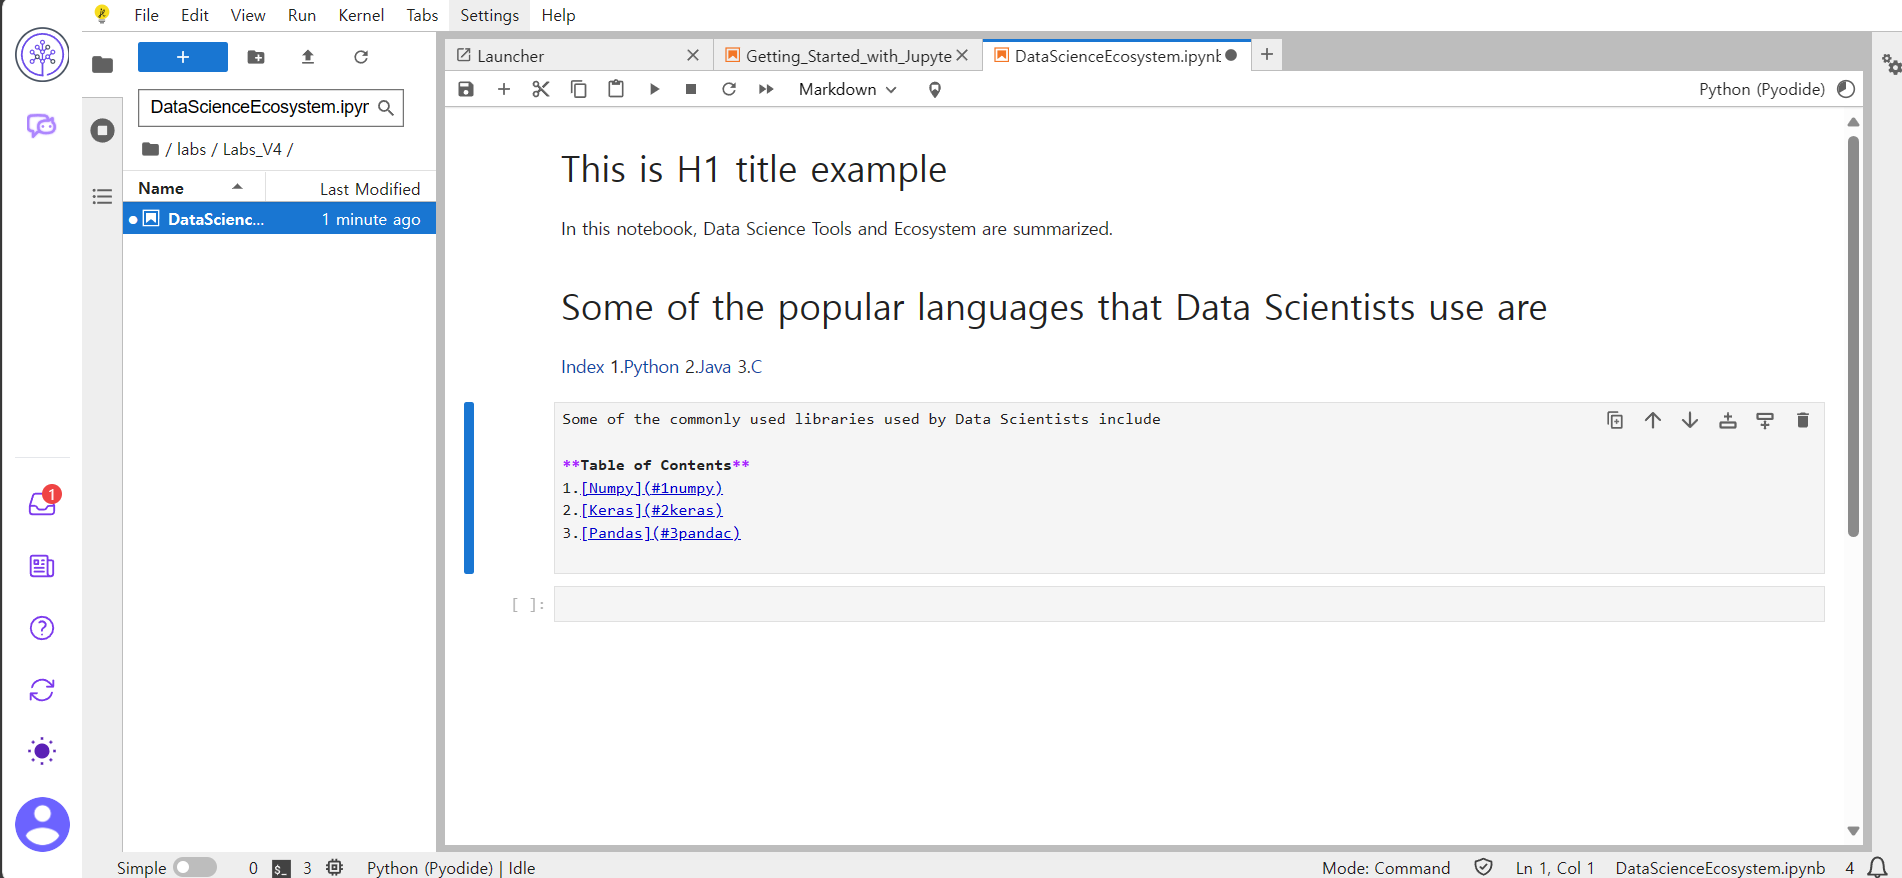 File Edit View Run Kernel Tabs Settings Help
+
DataScienceEcosystem.ipyr
/ labs / Labs_V4 /
Name Last Modified
DataScienc... 1 minute ago
Launcher Getting_Started_with_Jupyte DataScienceEcosystem.ipynb
Markdown Python (Pyodide)
This is H1 title example
In this notebook, Data Science Tools and Ecosystem are summarized.
Some of the popular languages that Data Scientists use are
Index 1.Python 2.Java 3.C
Some of the commonly used libraries used by Data Scientists include
**Table of Contents**
1.[Numpy](#1numpy)
2.[Keras](#2keras)
3.[Pandas](#3pandac)
[ ]:
1
Simple 0 $_ 3 Python (Pyodide) | Idle Mode: Command Ln 1, Col 1 DataScienceEcosystem.ipynb 4